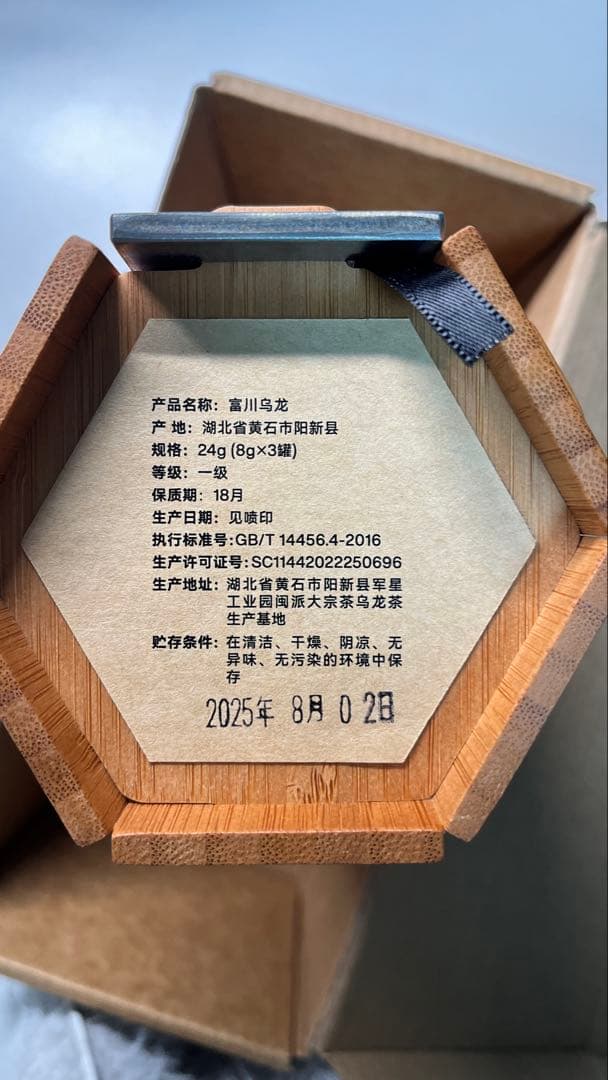 产品名称：富川乌龙
产 地：湖北省黄石市阳新县
规格：24g (8g×3罐)
等级：一级
保质期：18月
生产日期：见喷印
执行标准号:GB/T 14456.4-2016
生产许可证号:SC11442022250696
生产地址：湖北省黄石市阳新县军星
工业园闽派大宗茶乌龙茶
生产基地
贮存条件：在清洁、干燥、阴凉、无
异味、无污染的环境中保
存
2025年 8月 0 2日